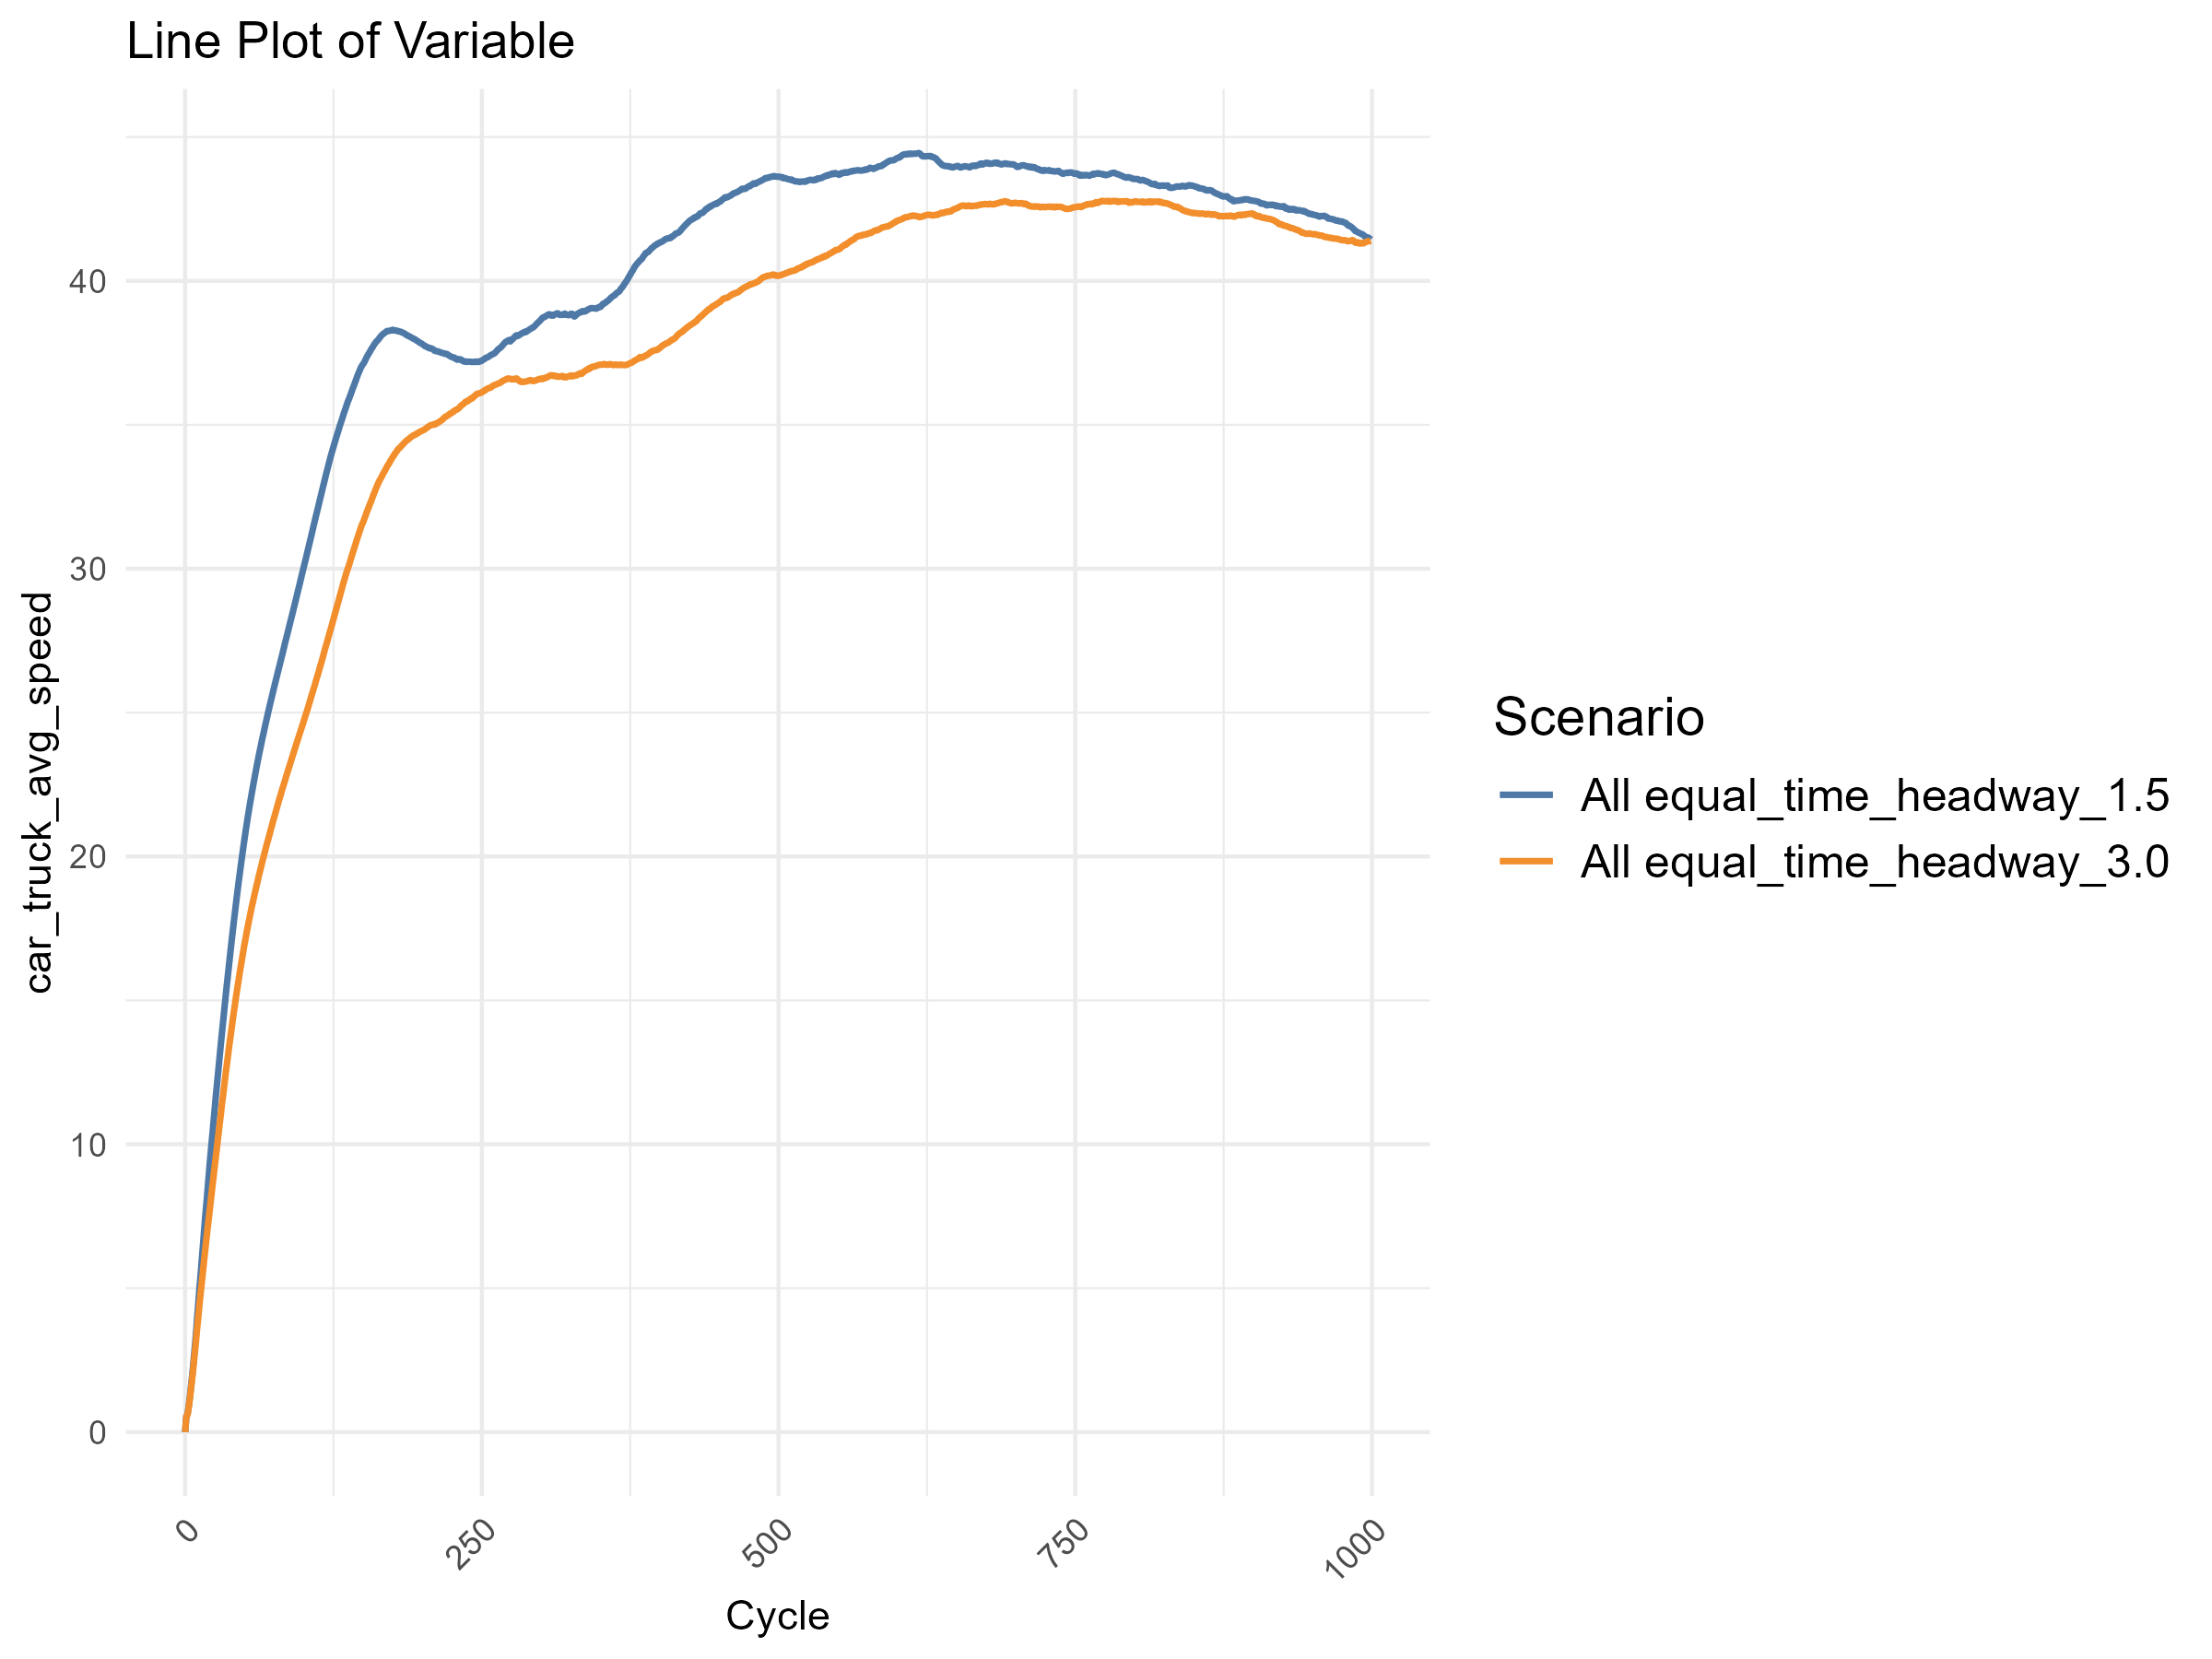 Line Plot of Variable
car_truck_avg_speed
40
30
20
10
0
0
250
500
750
1000
Cycle
Scenario
All equal_time_headway_1.5
All equal_time_headway_3.0